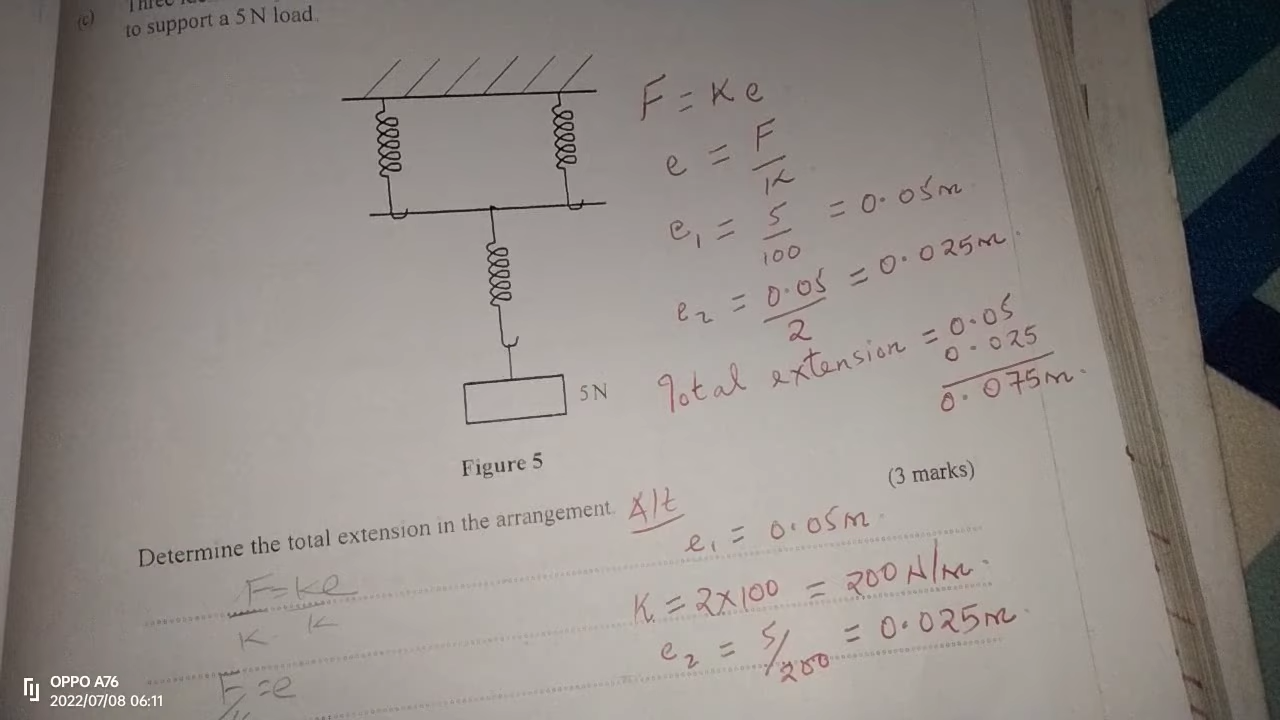 (c)
to support a 5 N load.
F = Ke
e = F/K
e₁ = 5/100 = 0.05m
e₂ = 0.05/2 = 0.025m.
Total extension = 0.05
0.025
0.075m.
5 N
Figure 5
(3 marks)
Determine the total extension in the arrangement.
Alt
e₁ = 0.05m.
F=Ke
K K
K = 2x100 = 200 N/m.
e₂ = 5/200 = 0.025m.
F = e
OPPO A76
2022/07/08 06:11